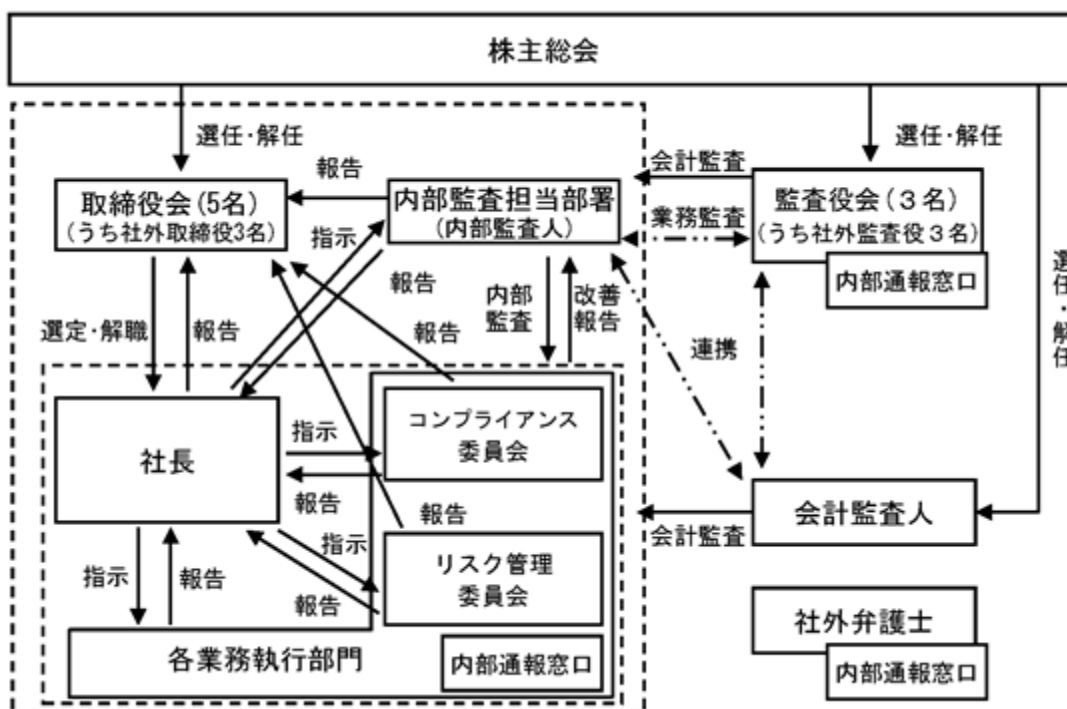 株主総会
選任・解任
選任・解任
選任・解任
報告
会計監査
取締役会(5名)
(うち社外取締役3名)
内部監査担当部署
(内部監査人)
業務監査
監査役会(3名)
(うち社外監査役3名)
内部通報窓口
指示
報告
選定・解職
報告
報告
内部
監査
改善
報告
連携
社長
指示
報告
コンプライアンス
委員会
報告
指示
報告
リスク管理
委員会
会計監査
会計監査人
指示
報告
各業務執行部門
内部通報窓口
社外弁護士
内部通報窓口